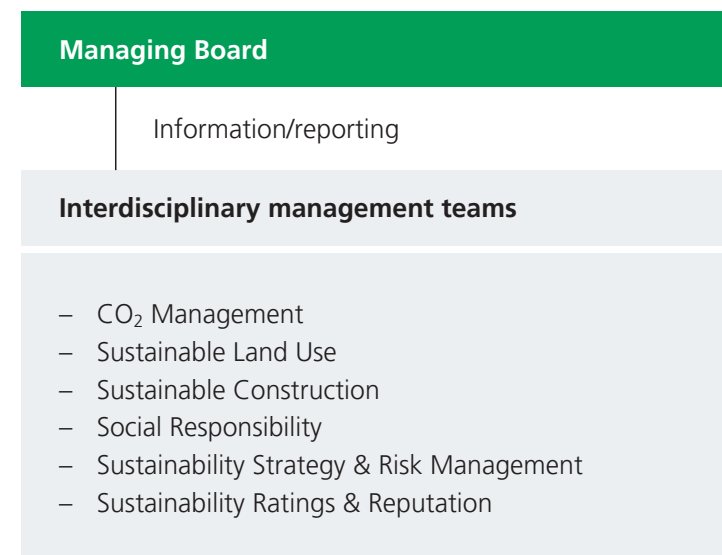 Managing Board
Information/reporting
Interdisciplinary management teams
– CO₂ Management
– Sustainable Land Use
– Sustainable Construction
– Social Responsibility
– Sustainability Strategy & Risk Management
– Sustainability Ratings & Reputation